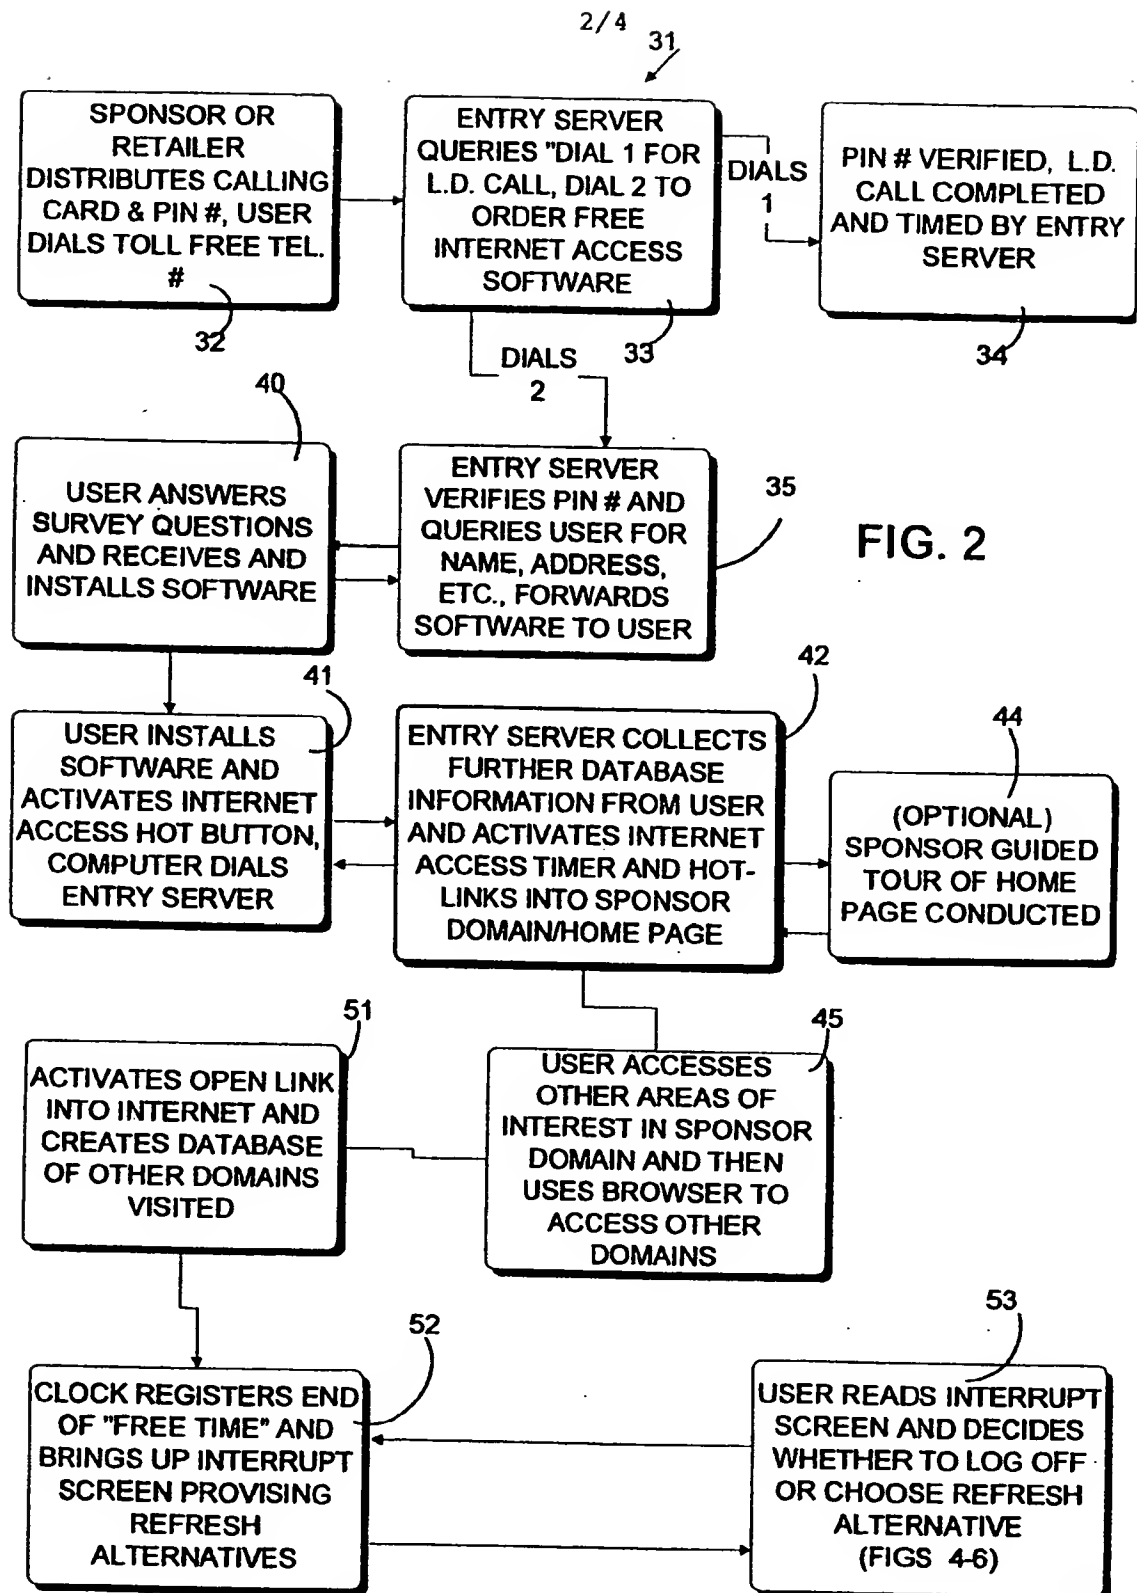 2/4
31
SPONSOR OR
RETAILER
DISTRIBUTES CALLING
CARD & PIN #, USER
DIALS TOLL FREE TEL.
#
32
ENTRY SERVER
QUERIES "DIAL 1 FOR
L.D. CALL, DIAL 2 TO
ORDER FREE
INTERNET ACCESS
SOFTWARE
33
DIALS
1
PIN # VERIFIED, L.D.
CALL COMPLETED
AND TIMED BY ENTRY
SERVER
34
DIALS
2
40
USER ANSWERS
SURVEY QUESTIONS
AND RECEIVES AND
INSTALLS SOFTWARE
ENTRY SERVER
VERIFIES PIN # AND
QUERIES USER FOR
NAME, ADDRESS,
ETC., FORWARDS
SOFTWARE TO USER
35
FIG. 2
41
USER INSTALLS
SOFTWARE AND
ACTIVATES INTERNET
ACCESS HOT BUTTON,
COMPUTER DIALS
ENTRY SERVER
42
ENTRY SERVER COLLECTS
FURTHER DATABASE
INFORMATION FROM USER
AND ACTIVATES INTERNET
ACCESS TIMER AND HOT-
LINKS INTO SPONSOR
DOMAIN/HOME PAGE
44
(OPTIONAL)
SPONSOR GUIDED
TOUR OF HOME
PAGE CONDUCTED
51
ACTIVATES OPEN LINK
INTO INTERNET AND
CREATES DATABASE
OF OTHER DOMAINS
VISITED
45
USER ACCESSES
OTHER AREAS OF
INTEREST IN SPONSOR
DOMAIN AND THEN
USES BROWSER TO
ACCESS OTHER
DOMAINS
52
CLOCK REGISTERS END
OF "FREE TIME" AND
BRINGS UP INTERRUPT
SCREEN PROVISING
REFRESH
ALTERNATIVES
53
USER READS INTERRUPT
SCREEN AND DECIDES
WHETHER TO LOG OFF
OR CHOOSE REFRESH
ALTERNATIVE
(FIGS 4-6)